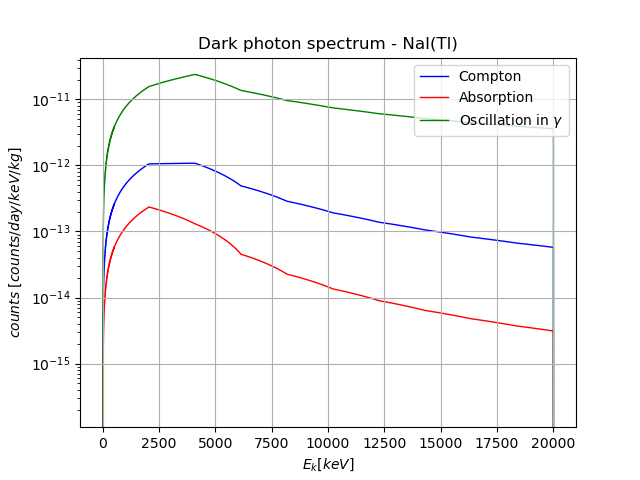 Dark photon spectrum - NaI(Tl)
Compton
Absorption
Oscillation in γ
counts [counts/day/keV/kg]
10⁻¹¹
10⁻¹²
10⁻¹³
10⁻¹⁴
10⁻¹⁵
0 2500 5000 7500 10000 12500 15000 17500 20000
Eₖ[keV]